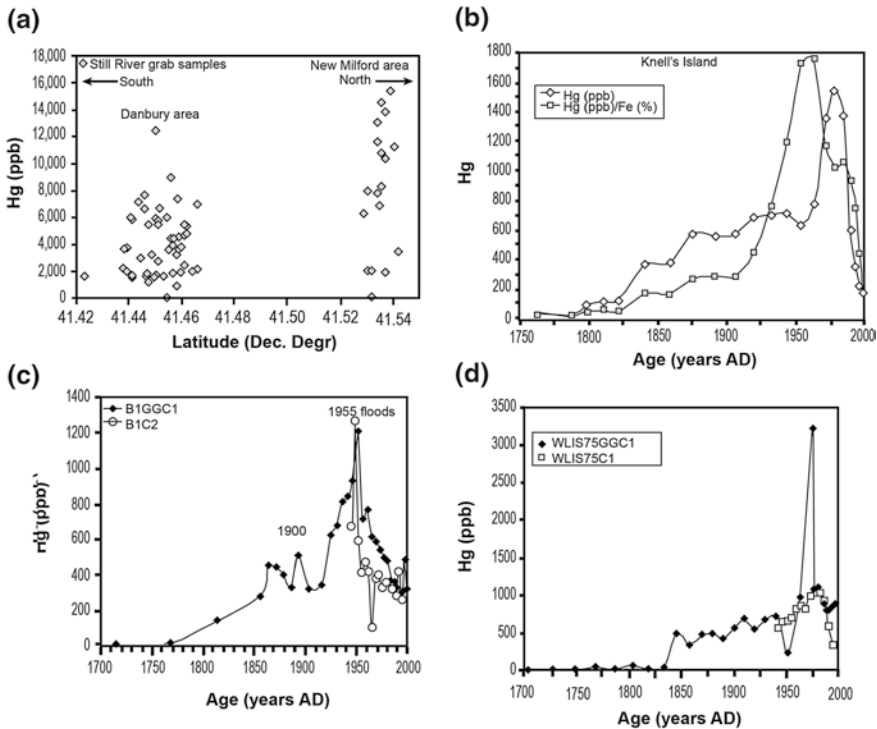 (a)
18,000
16,000
14,000
12,000
10,000
8,000
6,000
4,000
2,000
0
Hg (ppb)
Still River grab samples
South
New Milford area
North
Danbury area
41.42 41.44 41.46 41.48 41.50 41.52 41.54
Latitude (Dec. Degr)
(b)
1800
1600
1400
1200
1000
800
600
400
200
0
Hg
Knell's Island
Hg (ppb)
Hg (ppb)/Fe (%)
1750 1800 1850 1900 1950 2000
Age (years AD)
(c)
1400
1200
1000
800
600
400
200
0
B1GGC1
B1C2
1955 floods
1900
1700 1750 1800 1850 1900 1950 2000
Age (years AD)
(d)
3500
3000
2500
2000
1500
1000
500
0
Hg (ppb)
WLIS75GGC1
WLIS75C1
1700 1750 1800 1850 1900 1950 2000
Age (years AD)